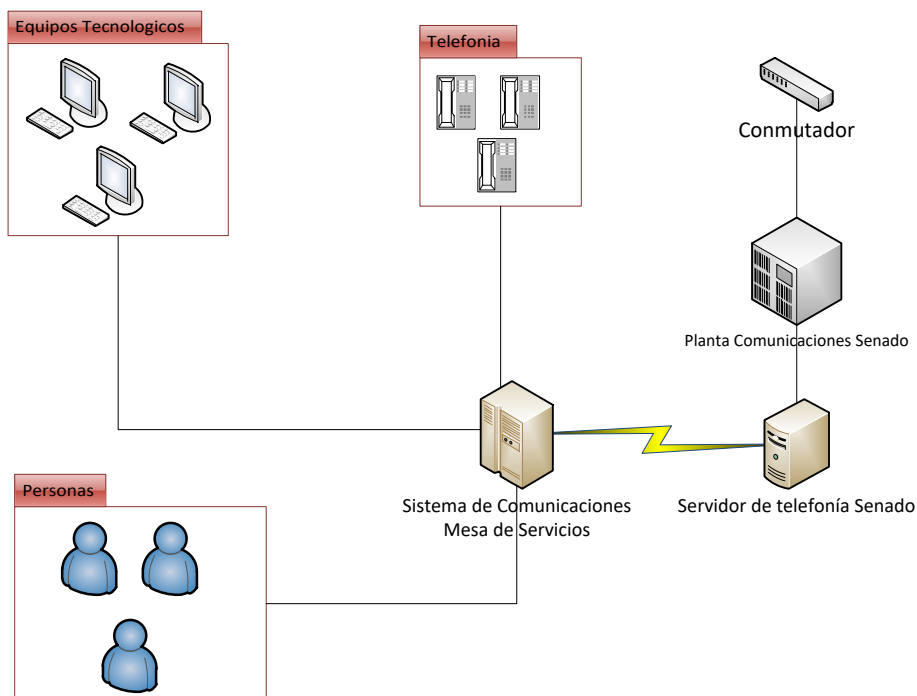 Equipos Tecnologicos
Telefonia
Conmutador
Planta Comunicaciones Senado
Sistema de Comunicaciones
Mesa de Servicios
Servidor de telefonía Senado
Personas